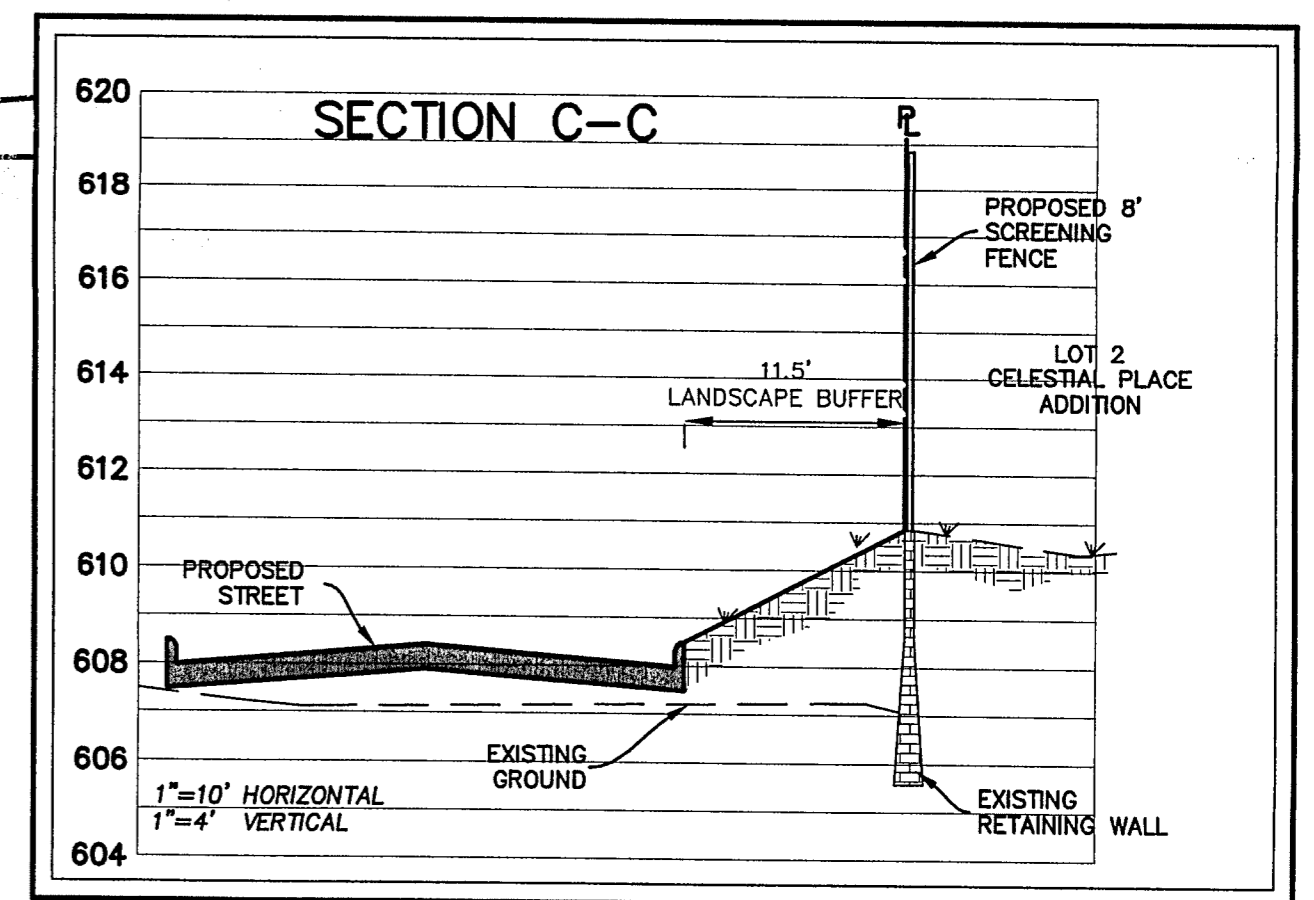 620
SECTION C-C
PL
618
PROPOSED 8'
SCREENING
FENCE
616
614
11.5'
LANDSCAPE BUFFER
LOT 2
CELESTIAL PLACE
ADDITION
612
610
PROPOSED
STREET
608
606
EXISTING
GROUND
1"=10' HORIZONTAL
1"=4' VERTICAL
EXISTING
RETAINING WALL
604